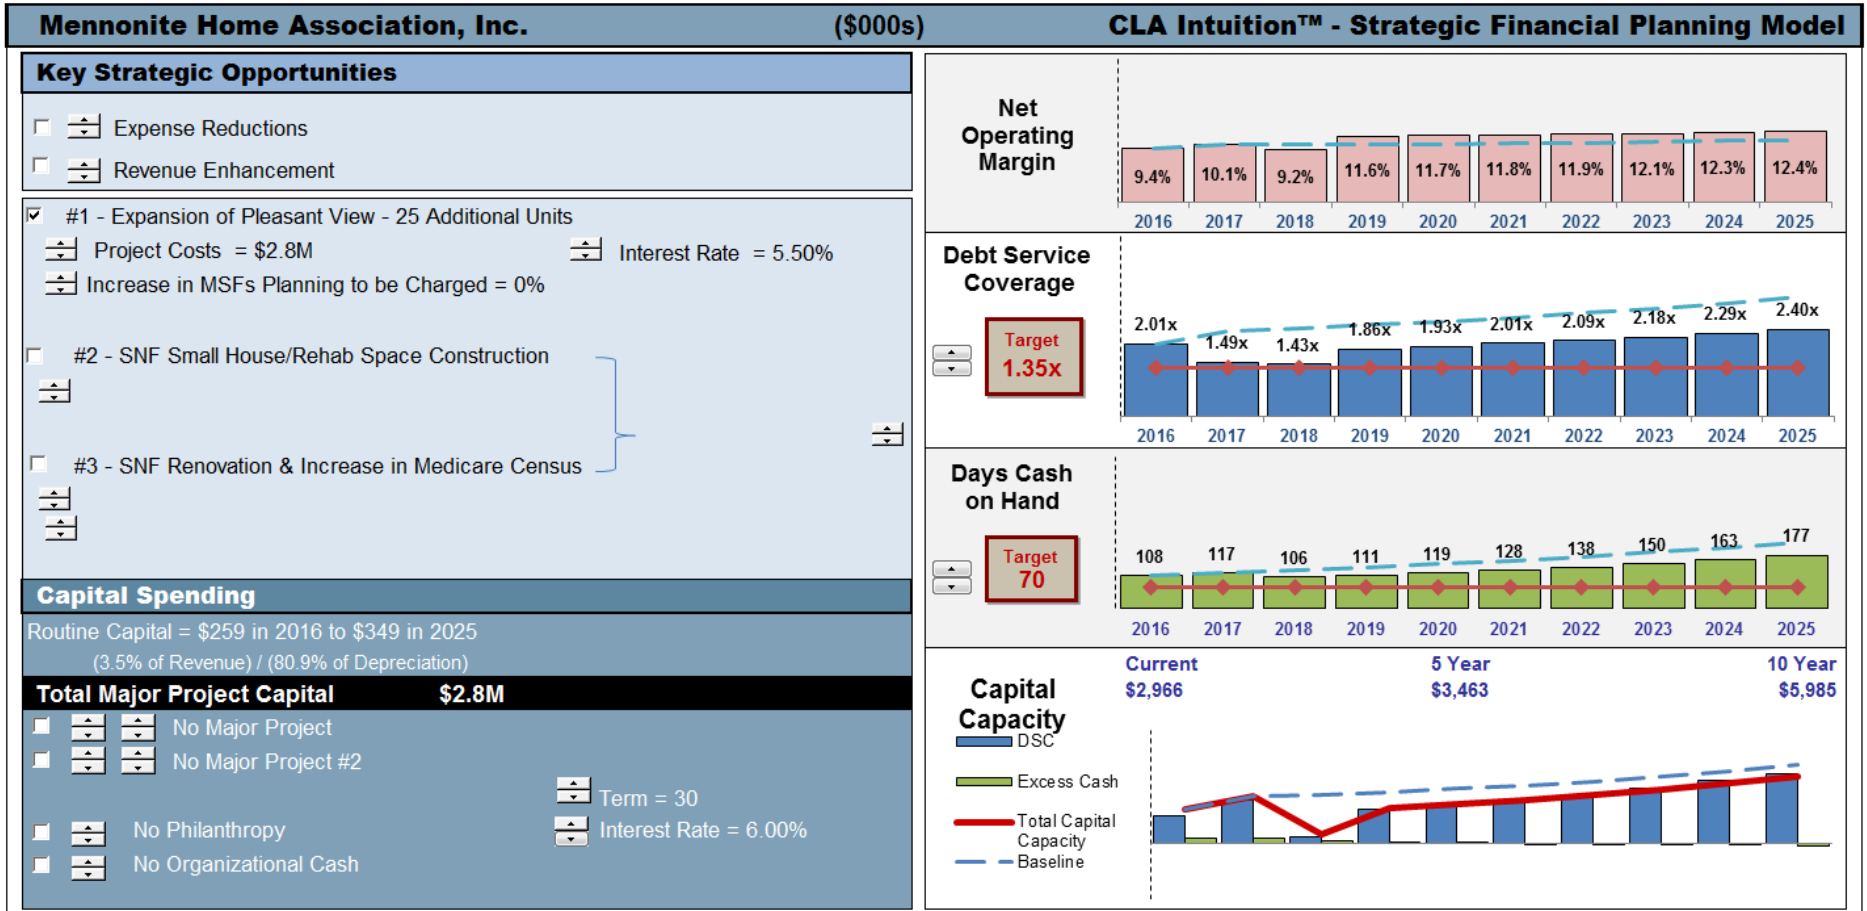 Mennonite Home Association, Inc. ($000s) CLA Intuition™ - Strategic Financial Planning Model
Key Strategic Opportunities
Expense Reductions
Revenue Enhancement
#1 - Expansion of Pleasant View - 25 Additional Units
Project Costs = $2.8M Interest Rate = 5.50%
Increase in MSFs Planning to be Charged = 0%
#2 - SNF Small House/Rehab Space Construction
#3 - SNF Renovation & Increase in Medicare Census
Capital Spending
Routine Capital = $259 in 2016 to $349 in 2025
(3.5% of Revenue) / (80.9% of Depreciation)
Total Major Project Capital $2.8M
No Major Project
No Major Project #2
Term = 30
No Philanthropy Interest Rate = 6.00%
No Organizational Cash
Net
Operating
Margin
9.4% 10.1% 9.2% 11.6% 11.7% 11.8% 11.9% 12.1% 12.3% 12.4%
2016 2017 2018 2019 2020 2021 2022 2023 2024 2025
Debt Service
Coverage
Target
1.35x
2.01x 1.49x 1.43x 1.86x 1.93x 2.01x 2.09x 2.18x 2.29x 2.40x
2016 2017 2018 2019 2020 2021 2022 2023 2024 2025
Days Cash
on Hand
Target
70
108 117 106 111 119 128 138 150 163 177
2016 2017 2018 2019 2020 2021 2022 2023 2024 2025
Capital
Capacity
Current 5 Year 10 Year
$2,966 $3,463 $5,985
DSC
Excess Cash
Total Capital
Capacity
Baseline